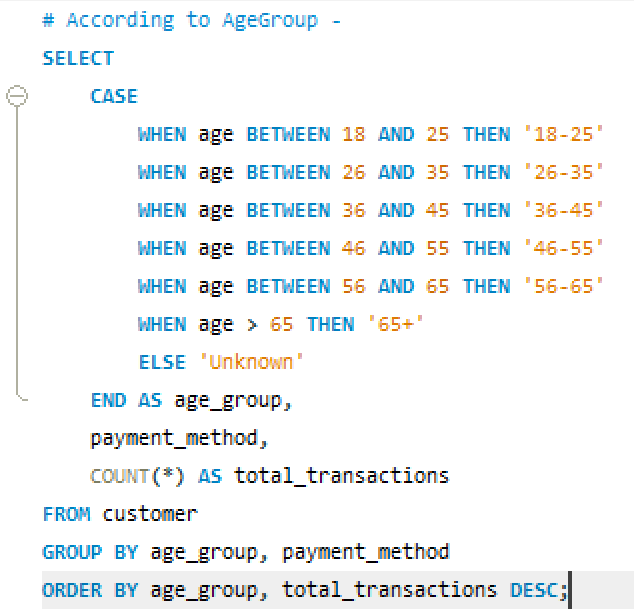 # According to AgeGroup -
SELECT
    CASE
        WHEN age BETWEEN 18 AND 25 THEN '18-25'
        WHEN age BETWEEN 26 AND 35 THEN '26-35'
        WHEN age BETWEEN 36 AND 45 THEN '36-45'
        WHEN age BETWEEN 46 AND 55 THEN '46-55'
        WHEN age BETWEEN 56 AND 65 THEN '56-65'
        WHEN age > 65 THEN '65+'
        ELSE 'Unknown'
    END AS age_group,
    payment_method,
    COUNT(*) AS total_transactions
FROM customer
GROUP BY age_group, payment_method
ORDER BY age_group, total_transactions DESC;